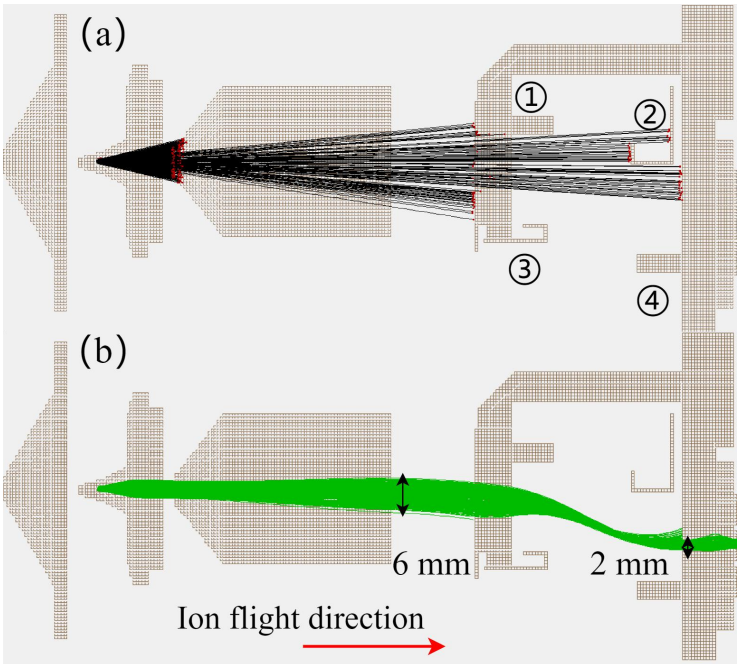 (a)
①
②
③
④
(b)
6 mm
2 mm
Ion flight direction